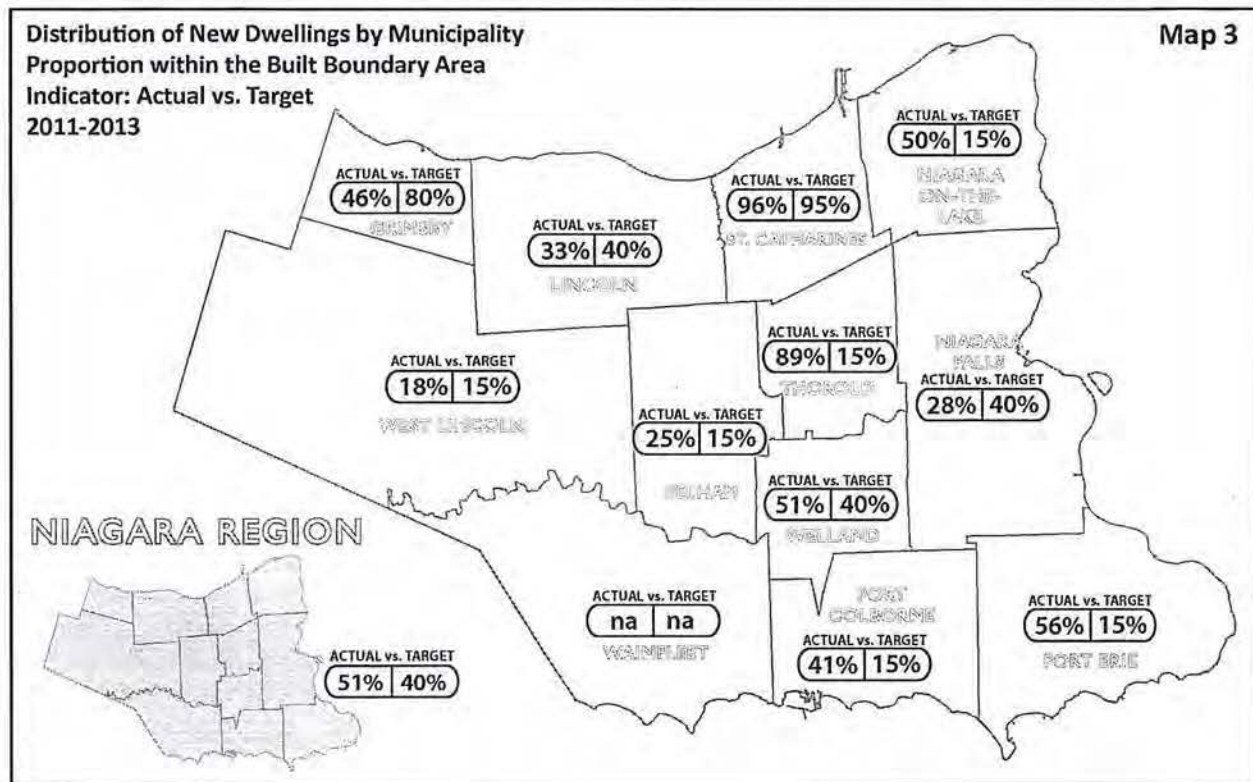 Distribution of New Dwellings by Municipality
Proportion within the Built Boundary Area
Indicator: Actual vs. Target
2011-2013
Map 3
ACTUAL vs. TARGET
50% 15%
NIAGARA
ON-THE-
LAKE
ACTUAL vs. TARGET
46% 80%
GRIMSBY
ACTUAL vs. TARGET
96% 95%
ST. CATHARINES
ACTUAL vs. TARGET
33% 40%
LINCOLN
ACTUAL vs. TARGET
89% 15%
THOROLD
NIAGARA
FALLS
ACTUAL vs. TARGET
28% 40%
ACTUAL vs. TARGET
18% 15%
WEST LINCOLN
ACTUAL vs. TARGET
25% 15%
PELHAM
ACTUAL vs. TARGET
51% 40%
WELLAND
NIAGARA REGION
ACTUAL vs. TARGET
51% 40%
ACTUAL vs. TARGET
na na
WAINFLEET
PORT
COLBORNE
ACTUAL vs. TARGET
41% 15%
ACTUAL vs. TARGET
56% 15%
FORT ERIE